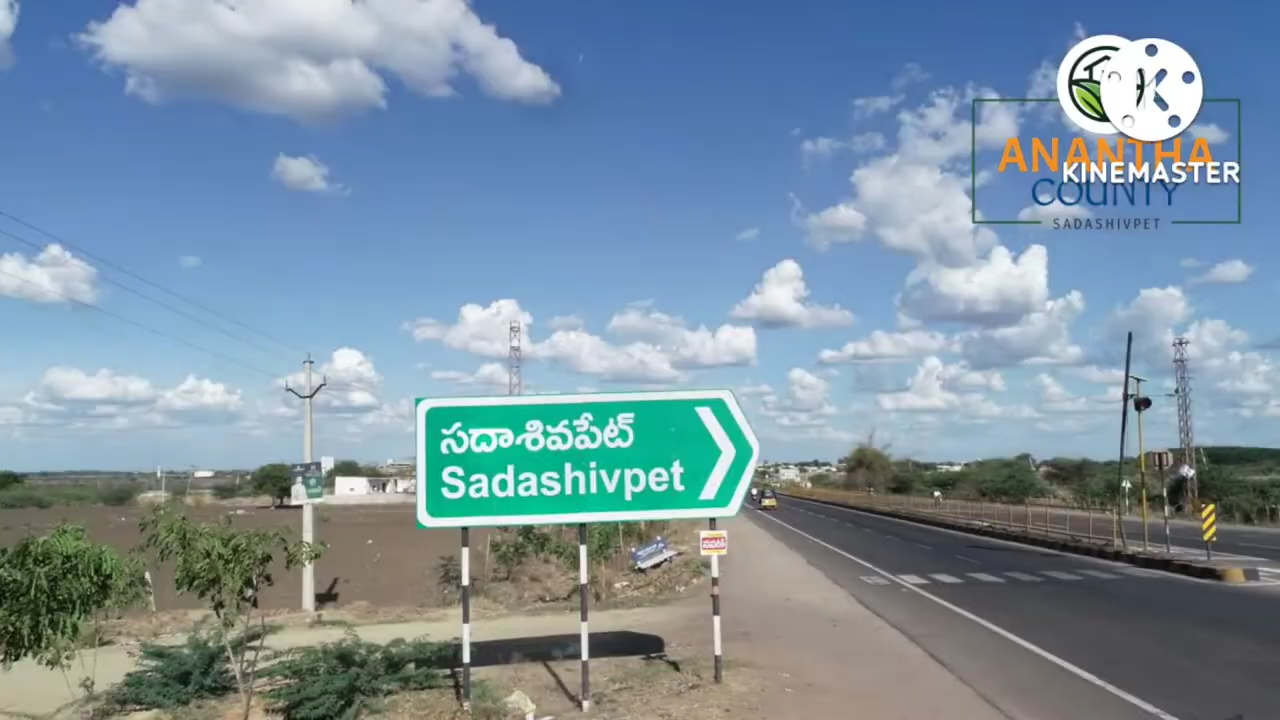 ANANTHA
KINEMASTER
COUNTY
SADASHIVPET
సదాశివపేట్
Sadashivpet